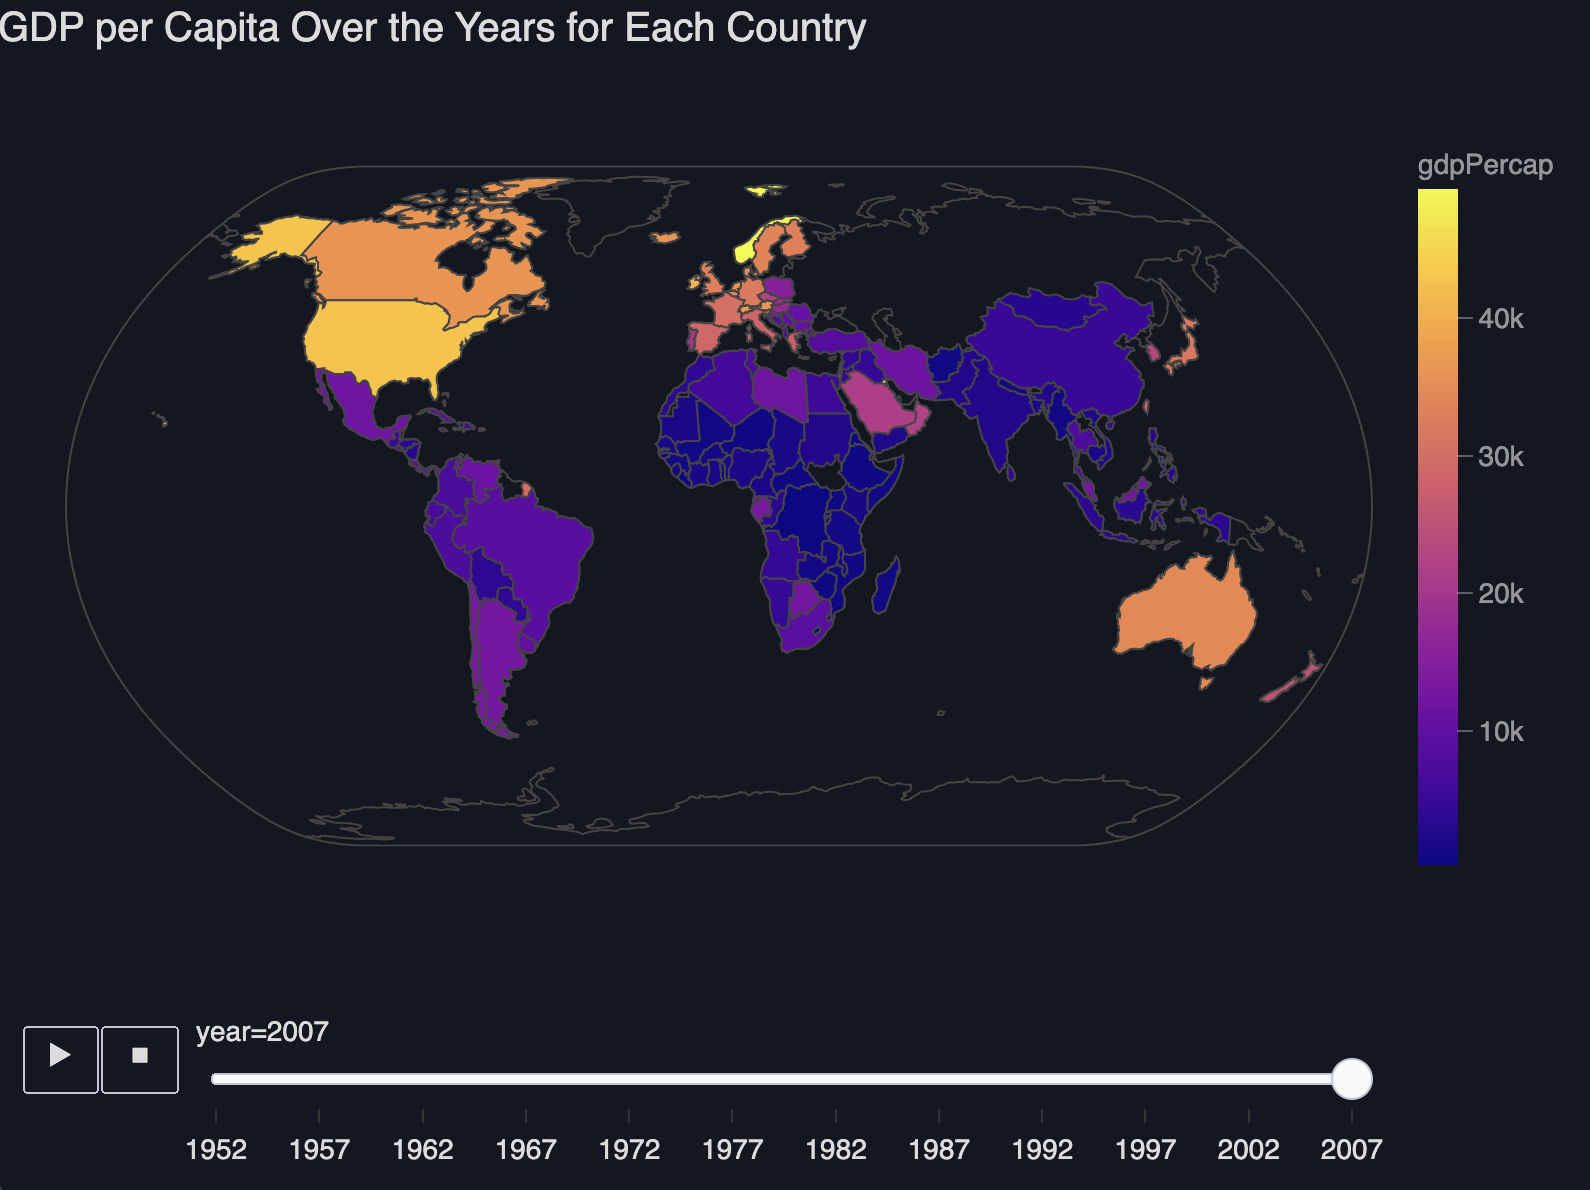 GDP per Capita Over the Years for Each Country
gdpPercap
40k
30k
20k
10k
year=2007
1952 1957 1962 1967 1972 1977 1982 1987 1992 1997 2002 2007